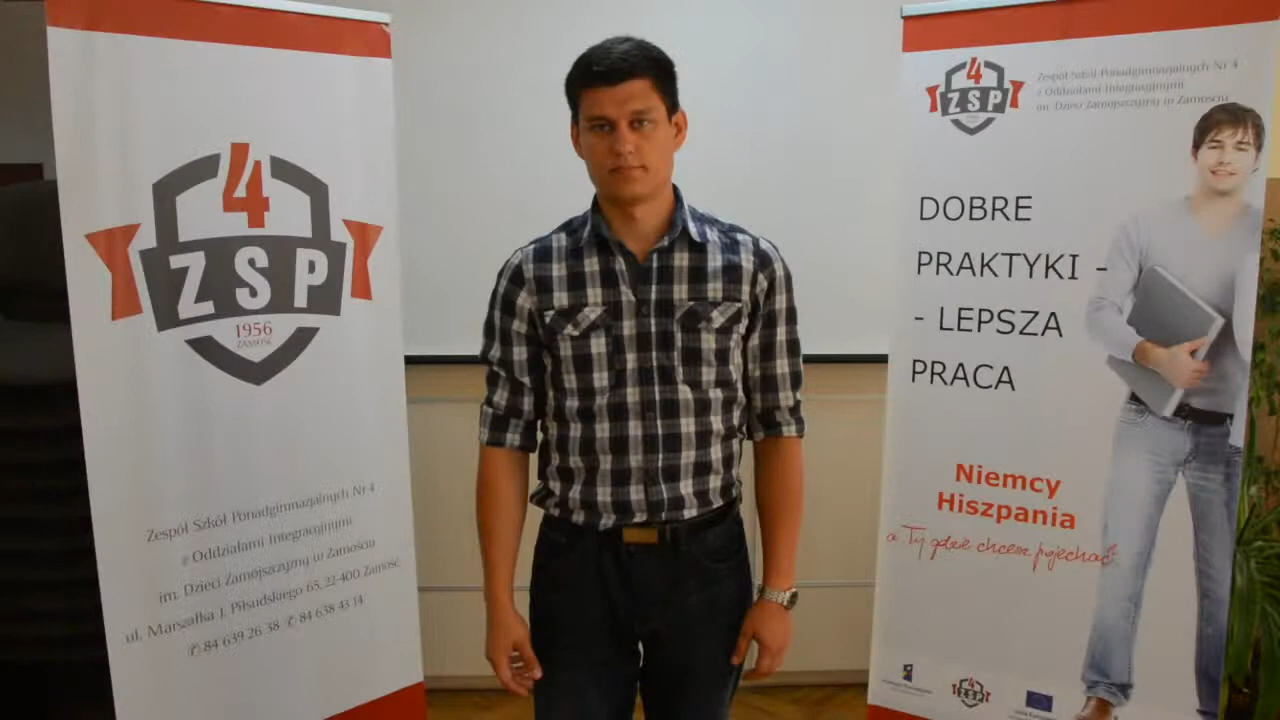 4
ZSP
1956
ZAMOŚĆ
Zespół Szkół Ponadgimnazjalnych Nr 4
z Oddziałami Integracyjnymi
im. Dzieci Zamojszczyzny w Zamościu
ul. Marszałka J. Piłsudskiego 65, 22-400 Zamość
✆ 84 639 26 38 ✆ 84 638 43 14
4
ZSP
Zespół Szkół Ponadgimnazjalnych Nr 4
z Oddziałami Integracyjnymi
im. Dzieci Zamojszczyzny w Zamościu
DOBRE
PRAKTYKI -
- LEPSZA
PRACA
Niemcy
Hiszpania
a Ty gdzie chcesz pojechać
4
ZSP